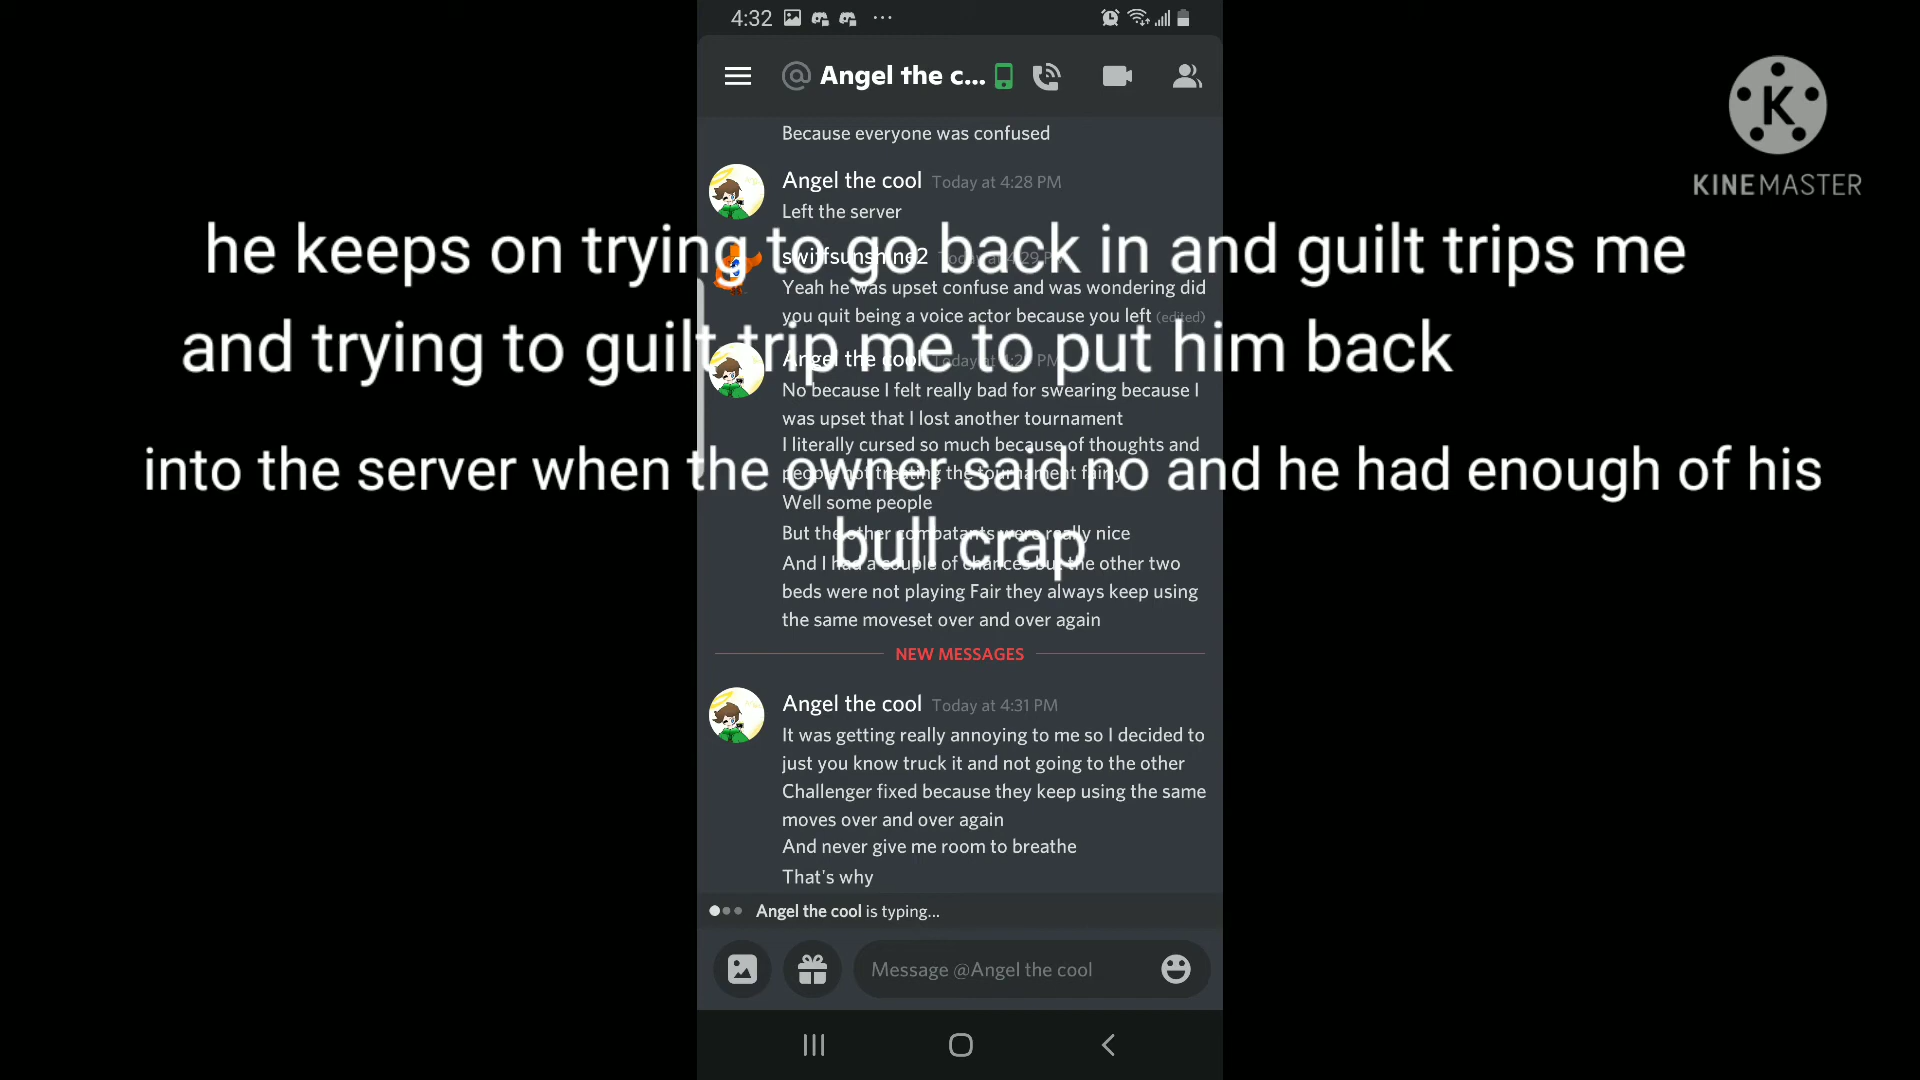 4:32
Angel the c...
Because everyone was confused
Angel the cool Today at 4:28 PM
Left the server
he keeps on trying to go back in and guilt trips me
swiffsunshine2 Today at 4:29 PM
Yeah he was upset confuse and was wondering did
you quit being a voice actor because you left (edited)
and trying to guilt trip me to put him back
Angel the cool Today at PM
No because I felt really bad for swearing because I
was upset that I lost another tournament
I literally cursed so much because of thoughts and
people not treating the tournament fairly
into the server when the owner said no and he had enough of his
Well some people
But the other combatants were really nice
bull crap
And I had a couple of chances but the other two
beds were not playing Fair they always keep using
the same moveset over and over again
NEW MESSAGES
Angel the cool Today at 4:31 PM
It was getting really annoying to me so I decided to
just you know truck it and not going to the other
Challenger fixed because they keep using the same
moves over and over again
And never give me room to breathe
That's why
Angel the cool is typing...
Message @Angel the cool
K
KINEMASTER